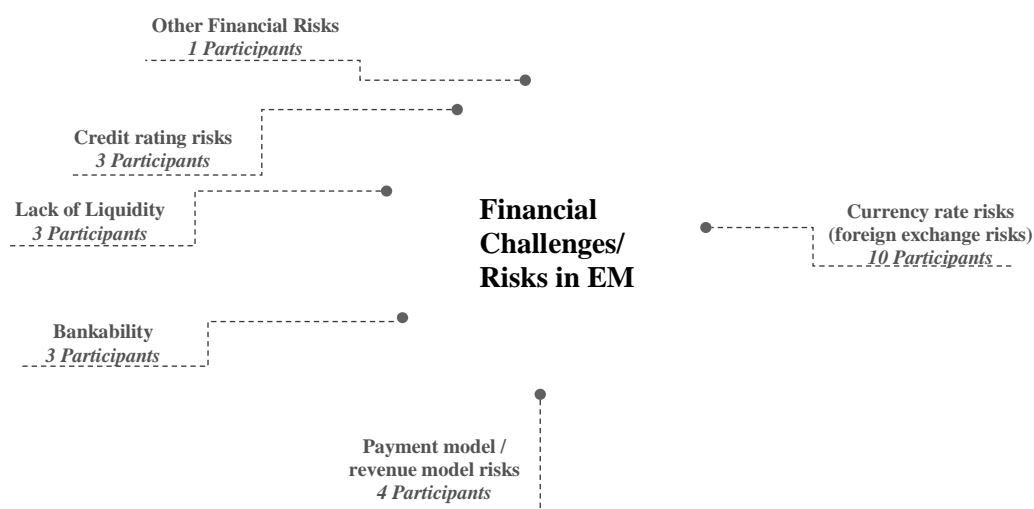 Other Financial Risks
1 Participants
Credit rating risks
3 Participants
Lack of Liquidity
3 Participants
Financial
Challenges/
Risks in EM
Currency rate risks
(foreign exchange risks)
10 Participants
Bankability
3 Participants
Payment model /
revenue model risks
4 Participants